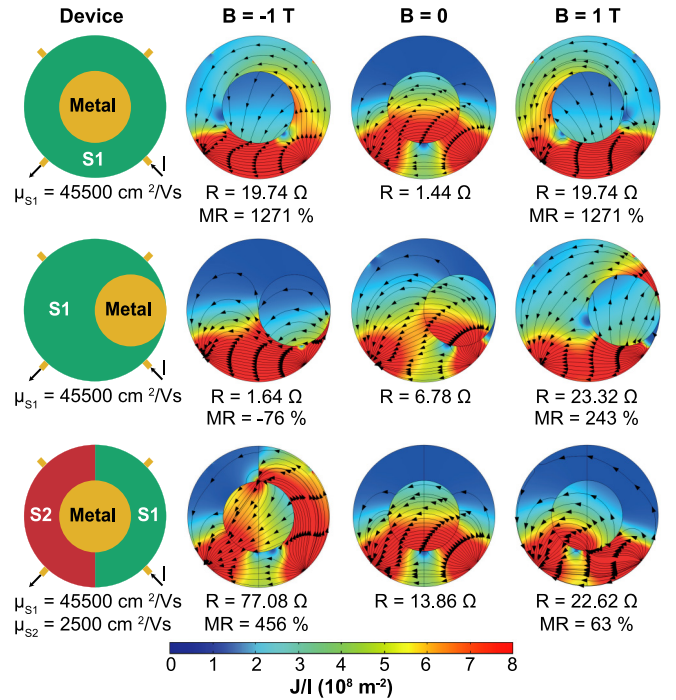 Device B = -1 T B = 0 B = 1 T
Metal
S1
I
μS1 = 45500 cm 2/Vs
R = 19.74 Ω R = 1.44 Ω R = 19.74 Ω
MR = 1271 % MR = 1271 %
S1 Metal
I
μS1 = 45500 cm 2/Vs
R = 1.64 Ω R = 6.78 Ω R = 23.32 Ω
MR = -76 % MR = 243 %
S2 Metal S1
I
μS1 = 45500 cm 2/Vs
μS2 = 2500 cm 2/Vs
R = 77.08 Ω R = 13.86 Ω R = 22.62 Ω
MR = 456 % MR = 63 %
0 1 2 3 4 5 6 7 8
J/I (10⁸ m⁻²)